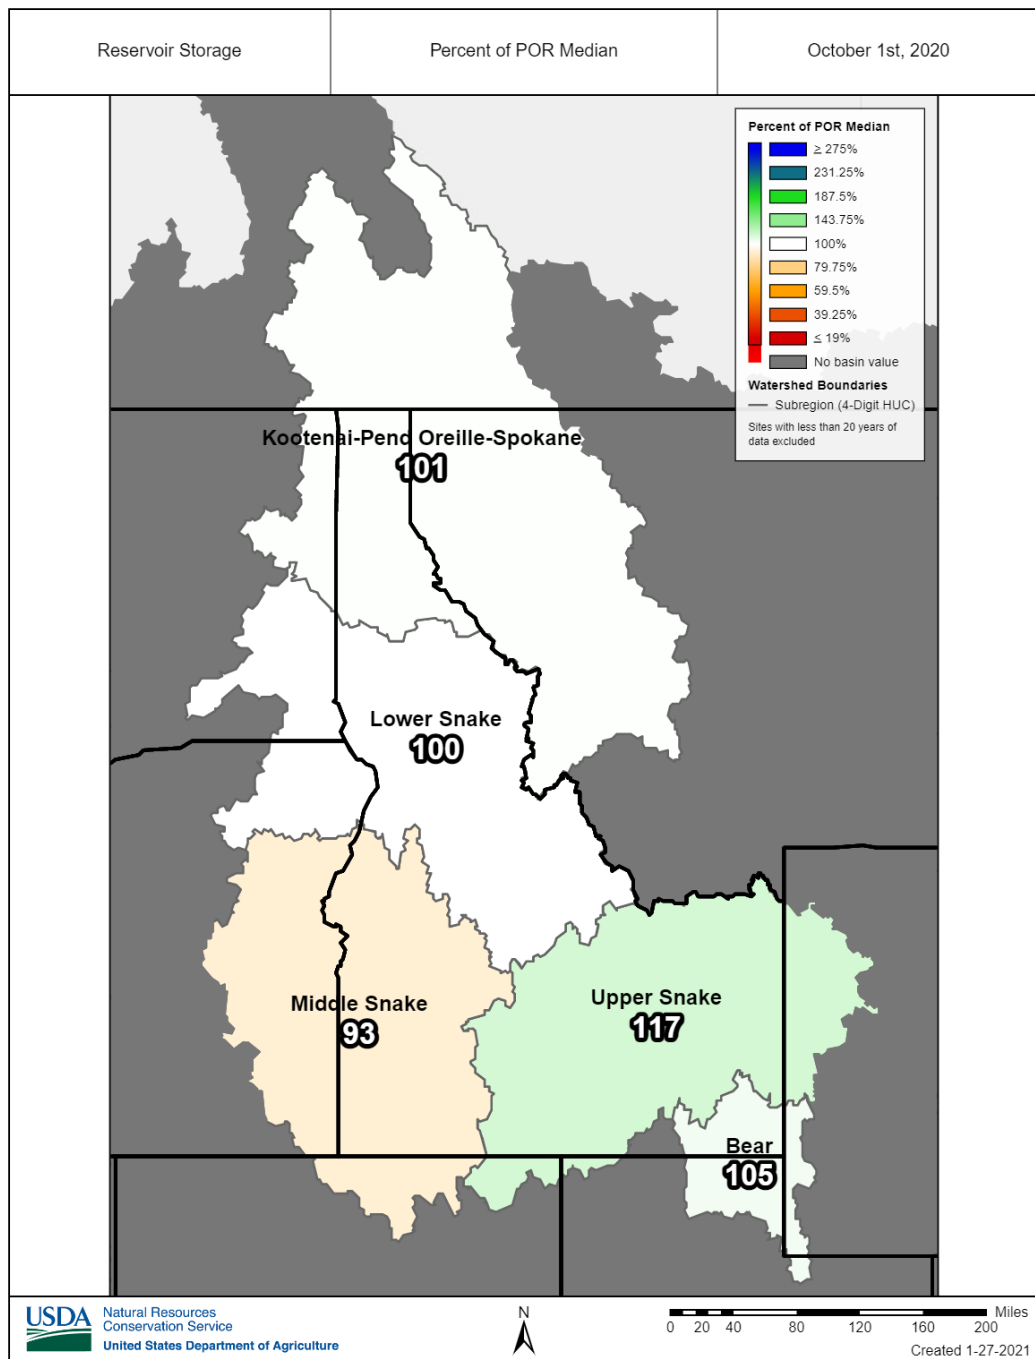 Reservoir Storage
Percent of POR Median
October 1st, 2020
Percent of POR Median
≥ 275%
231.25%
187.5%
143.75%
100%
79.75%
59.5%
39.25%
≤ 19%
No basin value
Watershed Boundaries
Subregion (4-Digit HUC)
Sites with less than 20 years of
data excluded
Kootenai-Pend Oreille-Spokane
101
Lower Snake
100
Middle Snake
93
Upper Snake
117
Bear
105
USDA
Natural Resources
Conservation Service
United States Department of Agriculture
N
Miles
0 20 40 80 120 160 200
Created 1-27-2021